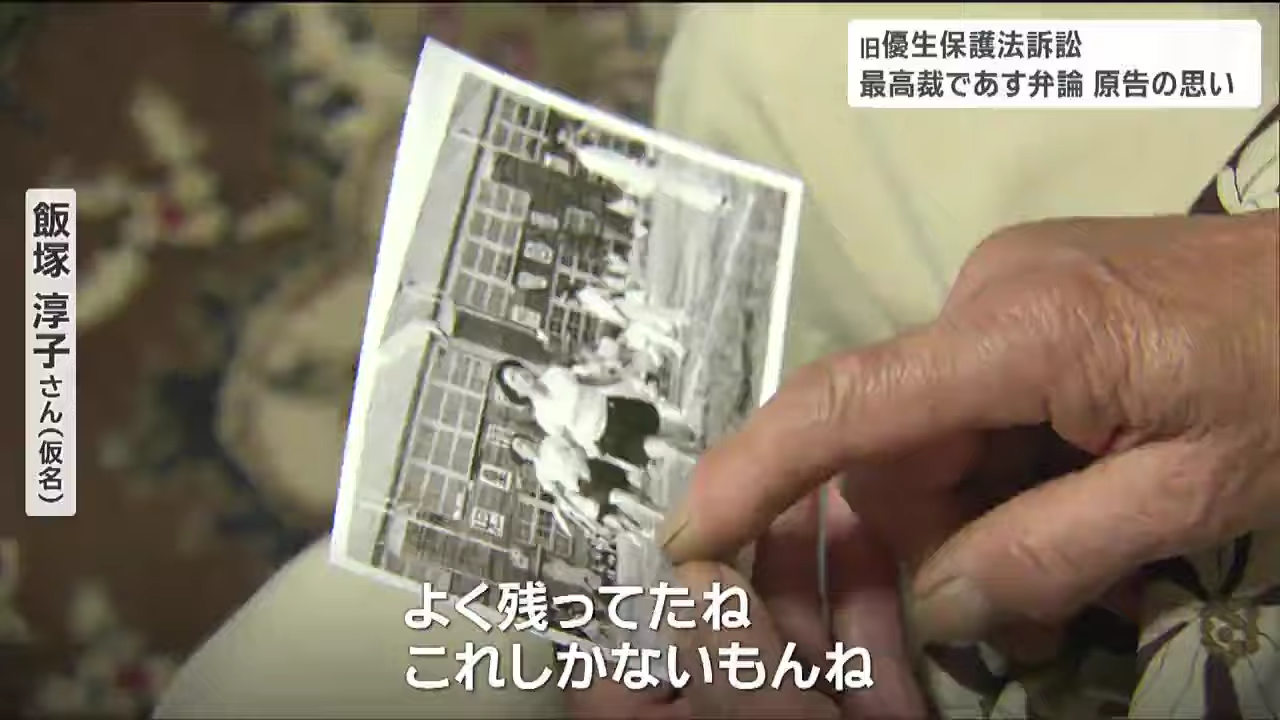 旧優生保護法訴訟
最高裁であす弁論 原告の思い
飯塚 淳子さん(仮名)
よく残ってたね
これしかないもんね